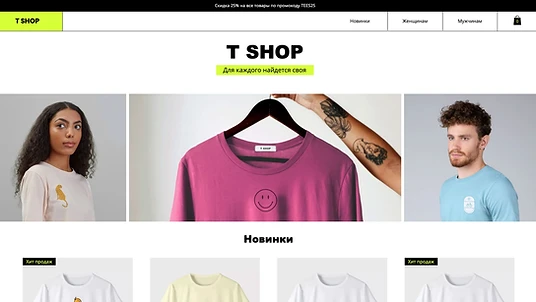 Скидка 25% на все товары по промокоду TEES25
T SHOP
Новинки
Женщинам
Мужчинам
T SHOP
Для каждого найдется своя
T SHOP
Новинки
Хит продаж
Хит продаж